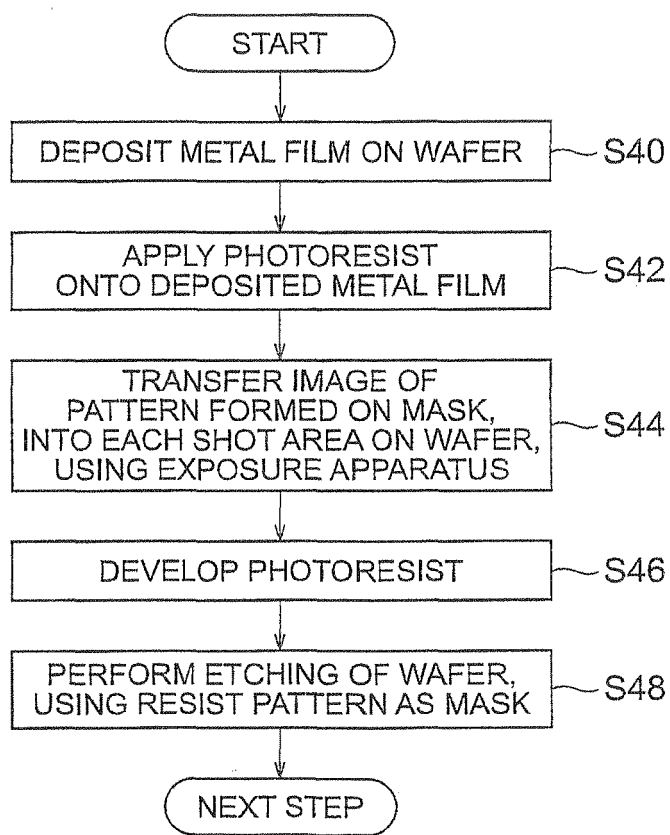 START
DEPOSIT METAL FILM ON WAFER
S40
APPLY PHOTORESIST
ONTO DEPOSITED METAL FILM
S42
TRANSFER IMAGE OF
PATTERN FORMED ON MASK,
INTO EACH SHOT AREA ON WAFER,
USING EXPOSURE APPARATUS
S44
DEVELOP PHOTORESIST
S46
PERFORM ETCHING OF WAFER,
USING RESIST PATTERN AS MASK
S48
NEXT STEP